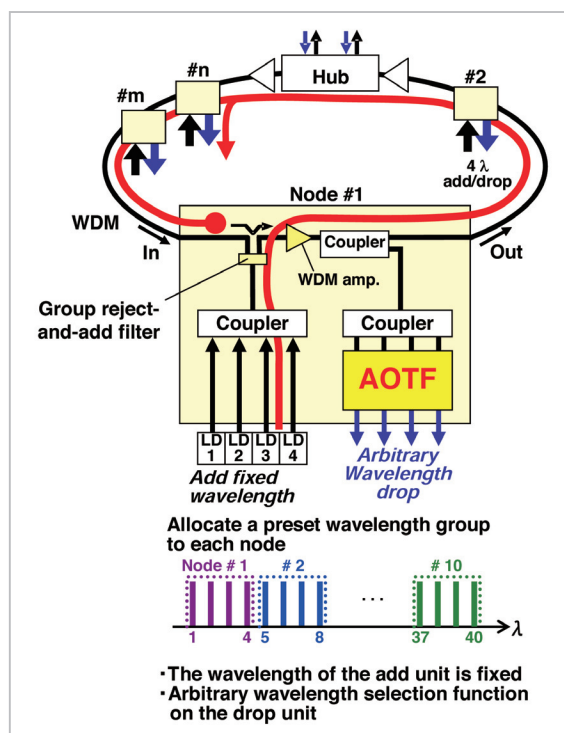 Hub
#n
#2
#m
4 λ
add/drop
Node #1
WDM
In
Coupler
WDM amp.
Out
Group reject-
and-add filter
Coupler
Coupler
AOTF
LD
1
LD
2
LD
3
LD
4
Add fixed
wavelength
Arbitrary
Wavelength
drop
Allocate a preset wavelength group
to each node
Node # 1
# 2
# 10
...
λ
1
4
5
8
37
40
・The wavelength of the add unit is fixed
・Arbitrary wavelength selection function
on the drop unit